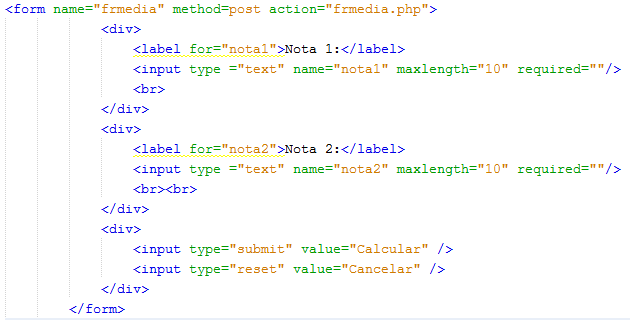 <form name="frmedia" method=post action="frmedia.php">
<div>
<label for="nota1">Nota 1:</label>
<input type ="text" name="nota1" maxlength="10" required=""/>
<br>
</div>
<div>
<label for="nota2">Nota 2:</label>
<input type ="text" name="nota2" maxlength="10" required=""/>
<br><br>
</div>
<div>
<input type="submit" value="Calcular" />
<input type="reset" value="Cancelar" />
</div>
</form>